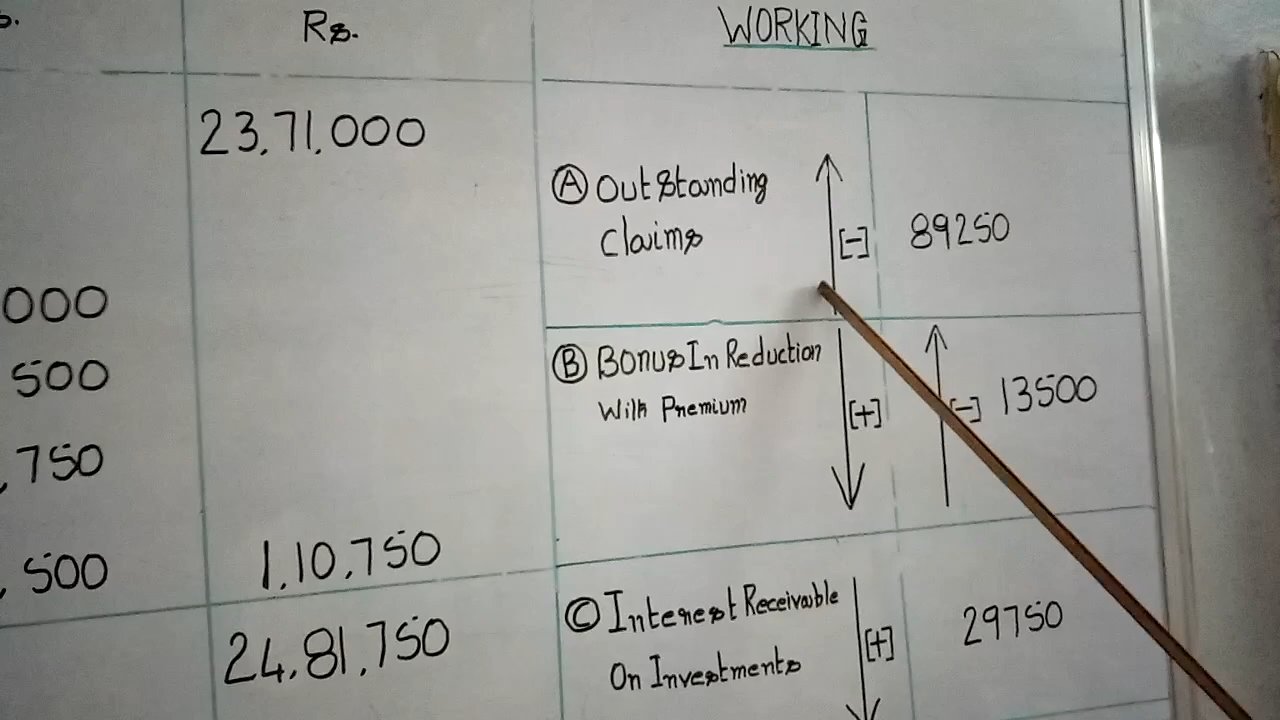 Rs.
WORKING
23,71,000
(A) Outstanding
Claims
[-]
89250
000
500
,750
,500
1,10,750
24,81,750
(B) Bonus In Reduction
With Premium
[+]
[-] 13500
(C) Interest Receivable
On Investments
[+]
29750